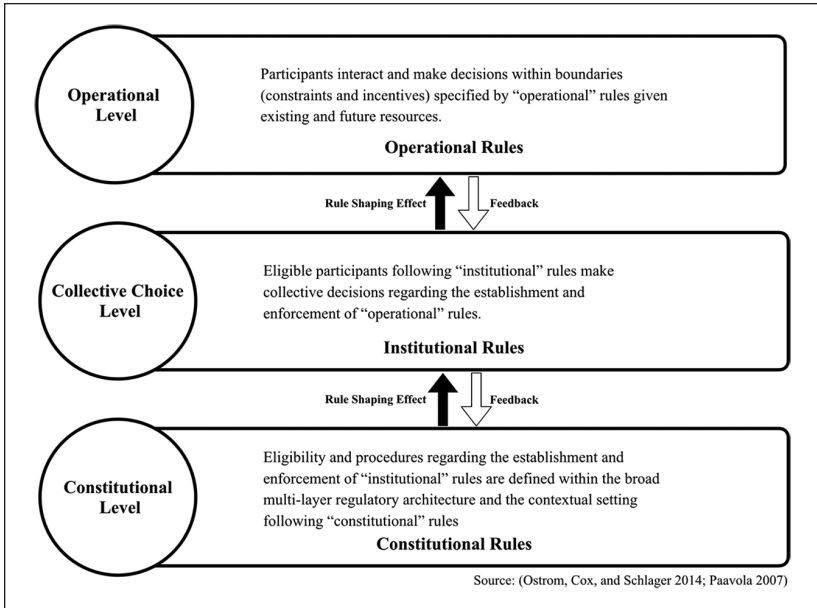 Operational
Level
Participants interact and make decisions within boundaries
(constraints and incentives) specified by “operational” rules given
existing and future resources.
Operational Rules
Rule Shaping Effect
Feedback
Collective Choice
Level
Eligible participants following “institutional” rules make
collective decisions regarding the establishment and
enforcement of “operational” rules.
Institutional Rules
Rule Shaping Effect
Feedback
Constitutional
Level
Eligibility and procedures regarding the establishment and
enforcement of “institutional” rules are defined within the broad
multi-layer regulatory architecture and the contextual setting
following “constitutional” rules
Constitutional Rules
Source: (Ostrom, Cox, and Schlager 2014; Paavola 2007)